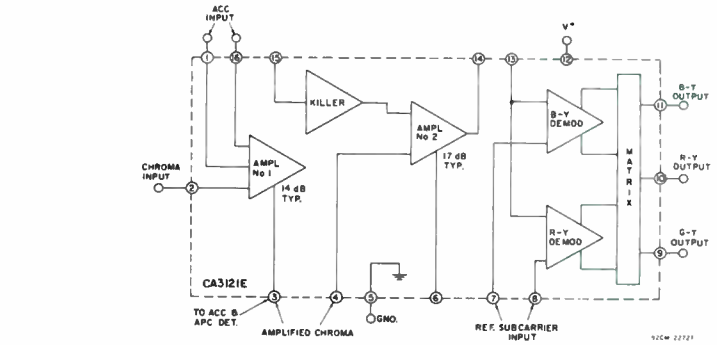 ACC
INPUT
V+
1
16
15
14
13
12
B-Y
OUTPUT
11
KILLER
AMPL
No 2
B-Y
DEMOD
17 dB
TYP.
AMPL
No 1
CHROMA
INPUT
2
14 dB
TYP.
MATRIX
R-Y
OUTPUT
10
R-Y
DEMOD
G-Y
OUTPUT
9
CA3121E
3
4
5
6
7
8
TO ACC &
APC DET.
AMPLIFIED CHROMA
GND.
REF. SUBCARRIER
INPUT
92CM-22721